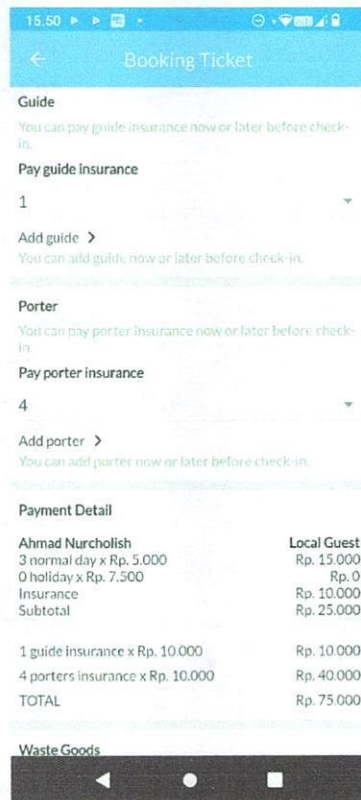 15.50
Booking Ticket
Guide
You can pay guide insurance now or later before check-
in.
Pay guide insurance
1
Add guide >
You can add guide now or later before check-in.
Porter
You can pay porter insurance now or later before check-
in
Pay porter insurance
4
Add porter >
You can add porter now or later before check-in.
Payment Detail
Ahmad Nurcholish Local Guest
3 normal day x Rp. 5.000 Rp. 15.000
0 holiday x Rp. 7.500 Rp. 0
Insurance Rp. 10.000
Subtotal Rp. 25.000
1 guide insurance x Rp. 10.000 Rp. 10.000
4 porters insurance x Rp. 10.000 Rp. 40.000
TOTAL Rp. 75.000
Waste Goods